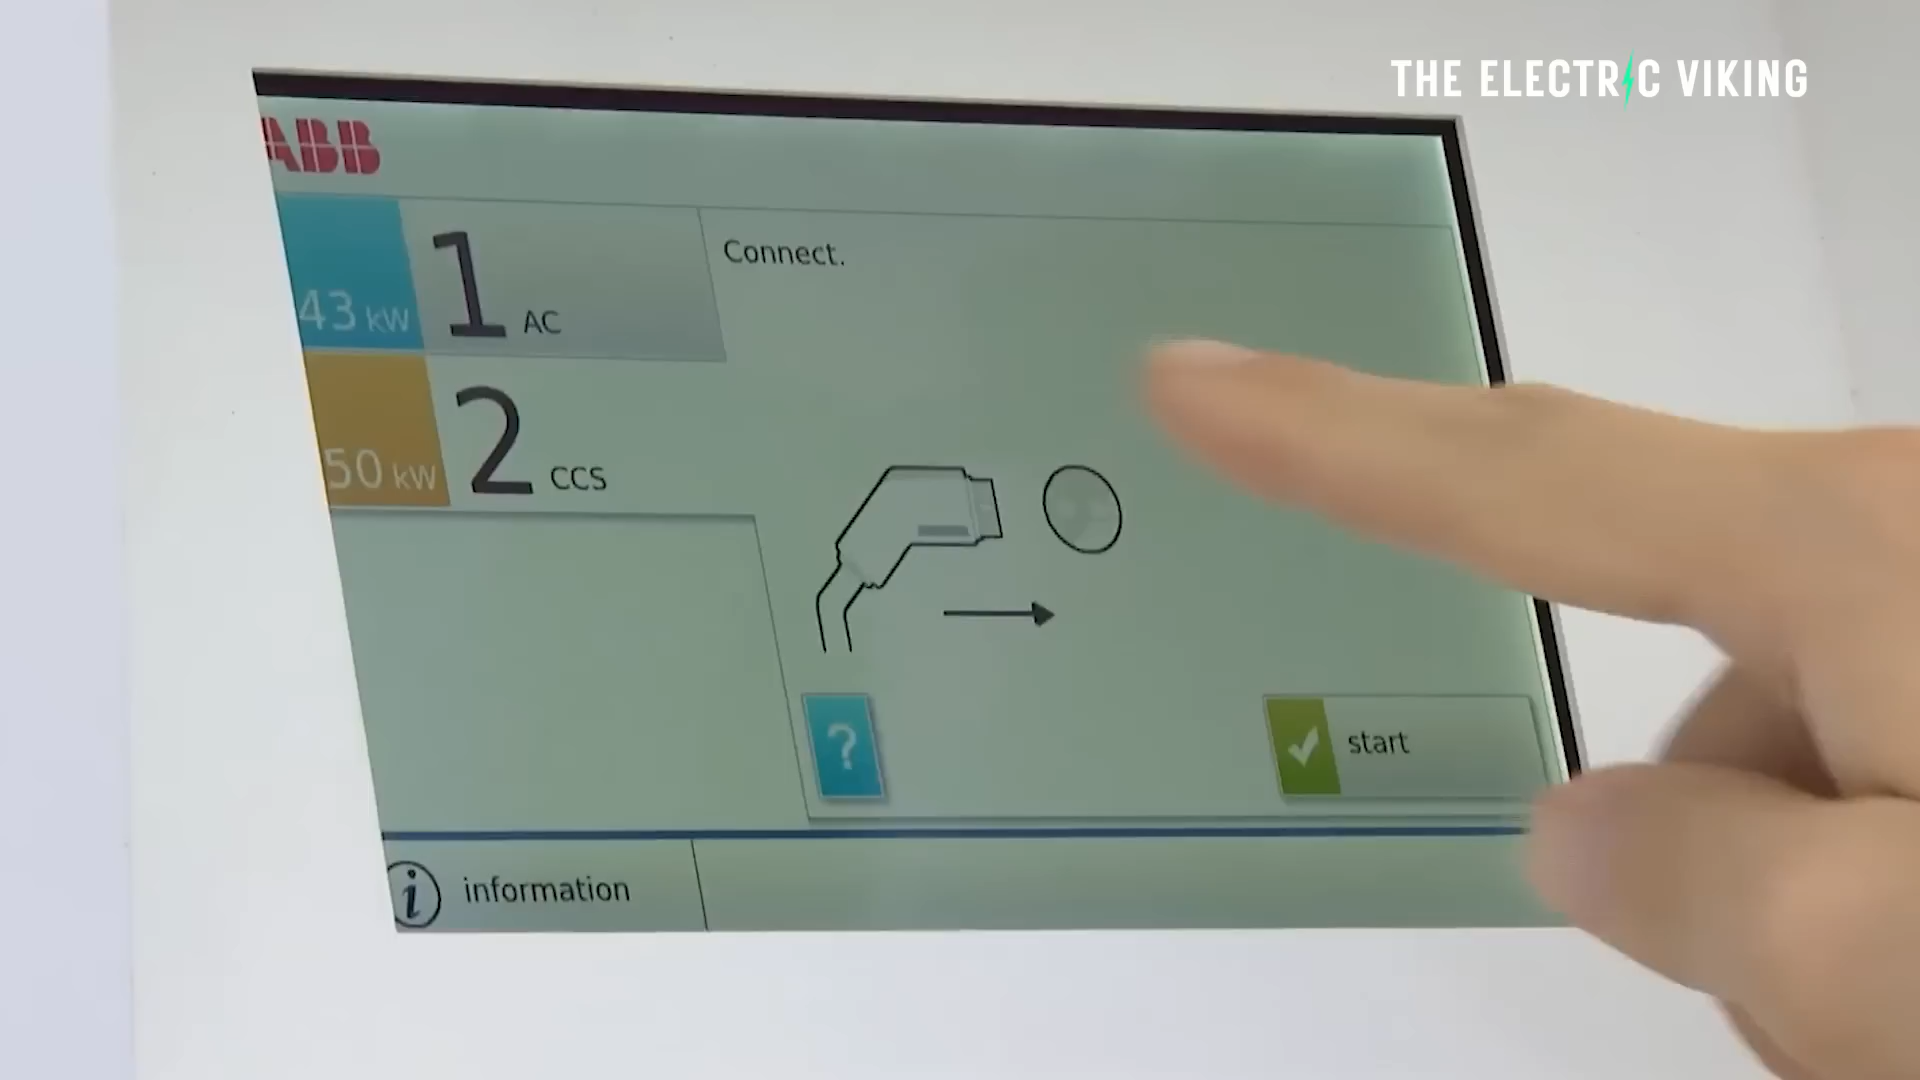 THE ELECTRIC VIKING
ABB
43 kW 1 AC
Connect.
50 kW 2 CCS
?
start
i information